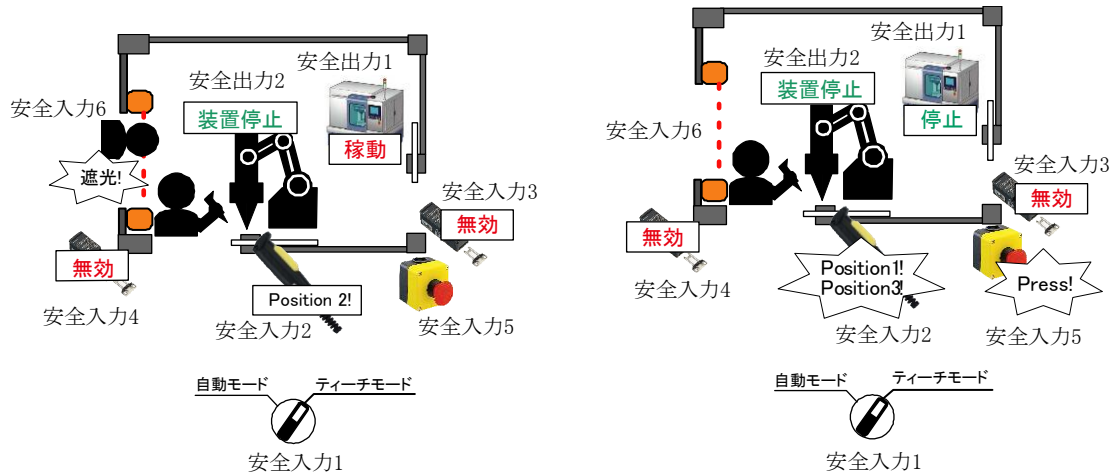 安全出力1
安全出力2
安全入力6
装置停止
稼動
遮光!
安全入力3
無効
無効
Position 2!
安全入力4
安全入力2
安全入力5
自動モード
ティーチモード
安全入力1
安全出力1
安全出力2
装置停止
停止
安全入力6
安全入力3
無効
無効
Position1!
Position3!
Press!
安全入力4
安全入力2
安全入力5
自動モード
ティーチモード
安全入力1